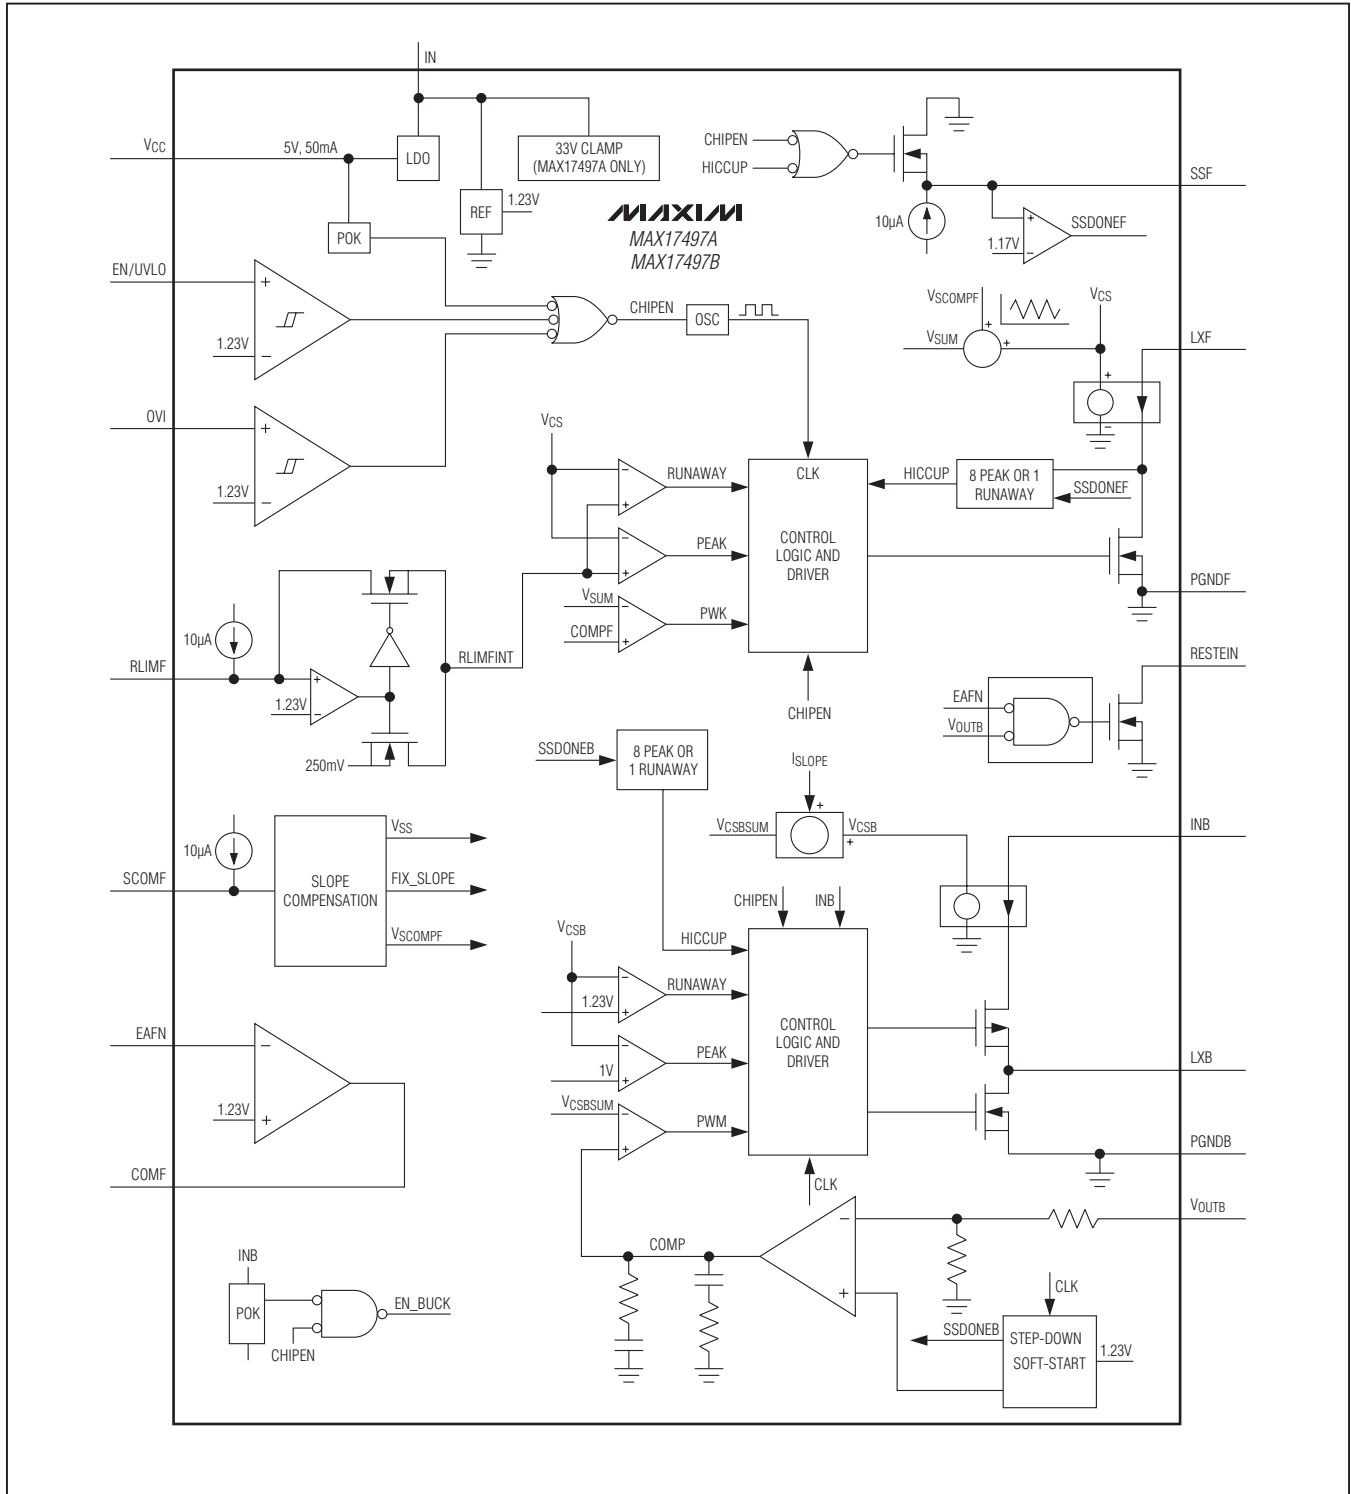 IN
VCC
5V, 50mA
LDO
33V CLAMP
(MAX17497A ONLY)
CHIPEN
HICCUP
SSF
REF
1.23V
MAXIM
MAX17497A
MAX17497B
POK
10µA
+
1.17V
−
SSDONEF
EN/UVLO
+
1.23V
−
CHIPEN
OSC
VSCOMPF
VCS
+
VSUM
+
LXF
+
−
OVI
+
1.23V
−
VCS
−
+
RUNAWAY
CLK
HICCUP
8 PEAK OR 1
RUNAWAY
SSDONEF
−
+
PEAK
CONTROL
LOGIC AND
DRIVER
VSUM
−
COMPF
+
PWK
PGNDF
10µA
RLIMF
+
1.23V
−
RLIMFINT
250mV
CHIPEN
RESTEIN
EAFN
VOUTB
SSDONEB
8 PEAK OR
1 RUNAWAY
ISLOPE
+
VCSBSUM
VCSB
+
INB
10µA
SCOMF
SLOPE
COMPENSATION
VSS
FIX_SLOPE
VSCOMPF
CHIPEN
INB
VCSB
HICCUP
−
1.23V
+
RUNAWAY
CONTROL
LOGIC AND
DRIVER
−
1V
+
PEAK
VCSBSUM
−
+
PWM
LXB
EAFN
−
1.23V
+
COMF
PGNDB
CLK
VOUTB
−
+
COMP
INB
POK
EN_BUCK
CHIPEN
CLK
SSDONEB
STEP-DOWN
SOFT-START
1.23V